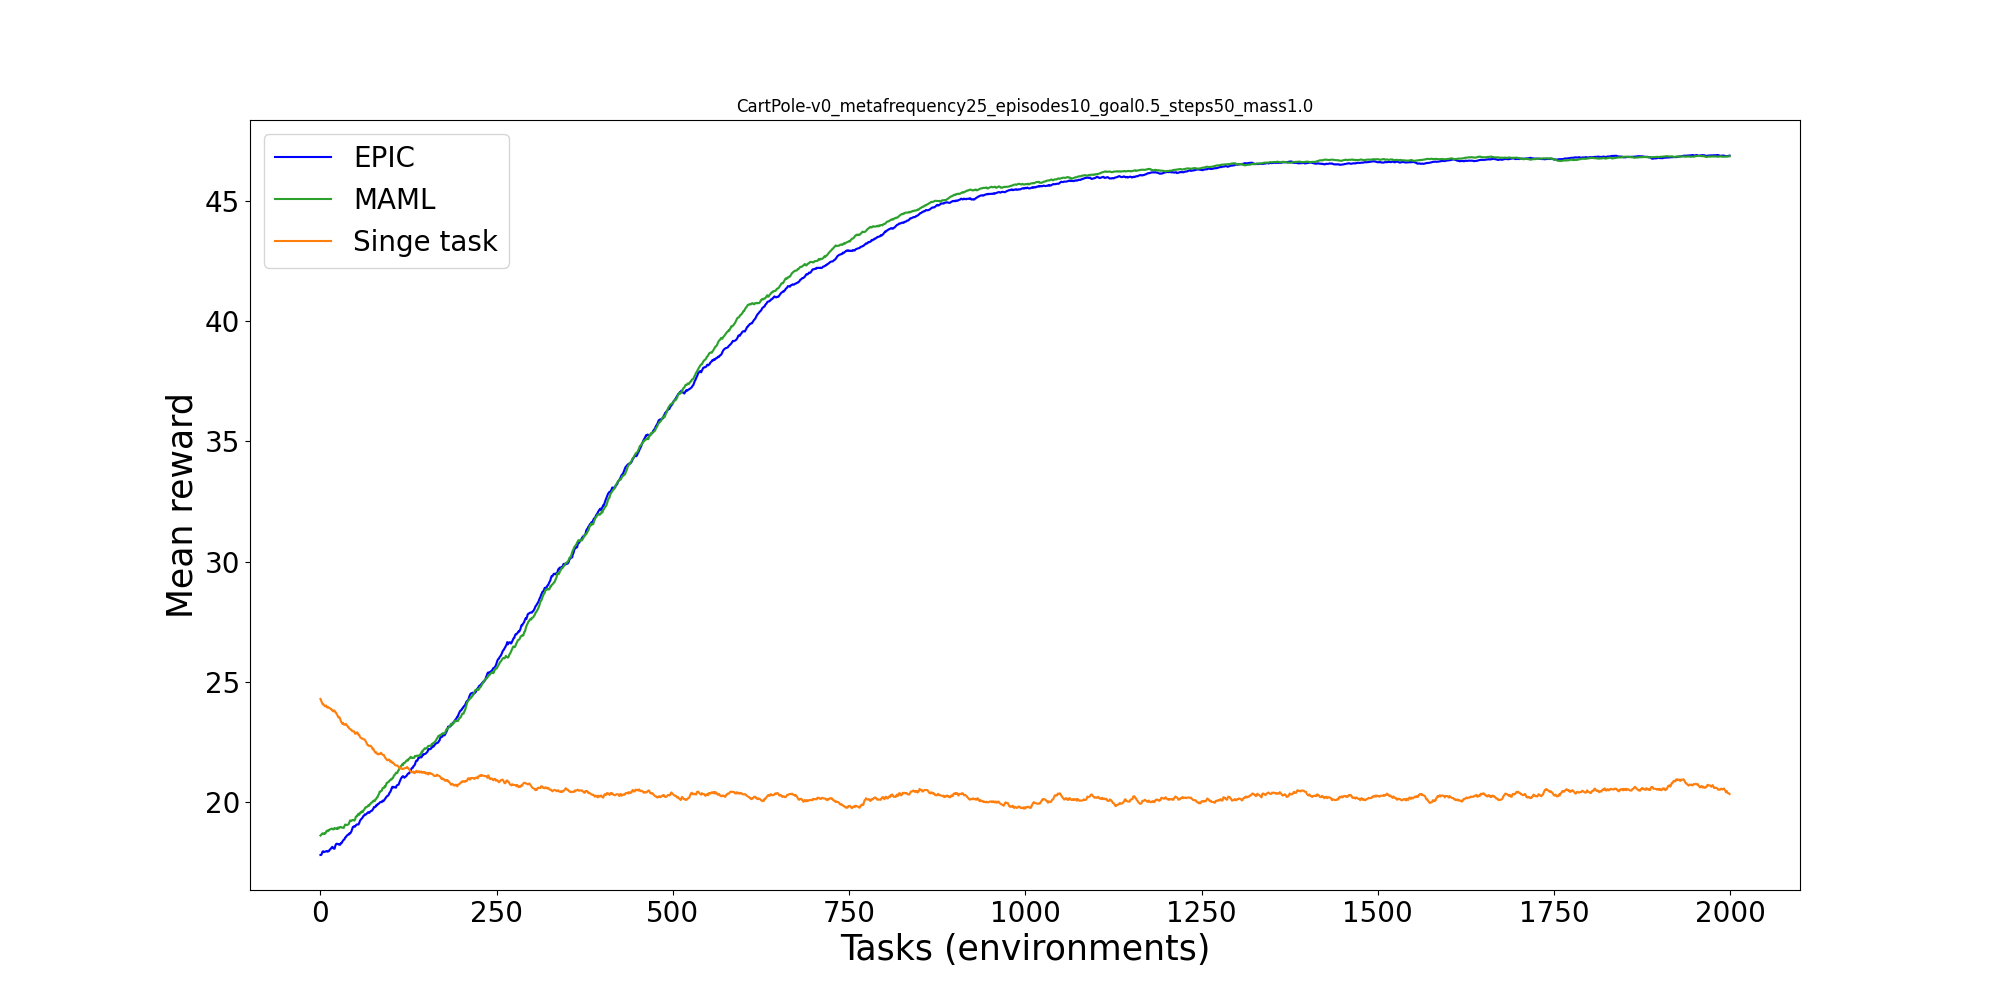 CartPole-v0_metafrequency25_episodes10_goal0.5_steps50_mass1.0
EPIC
MAML
Singe task
45
40
35
30
25
20
Mean reward
0 250 500 750 1000 1250 1500 1750 2000
Tasks (environments)